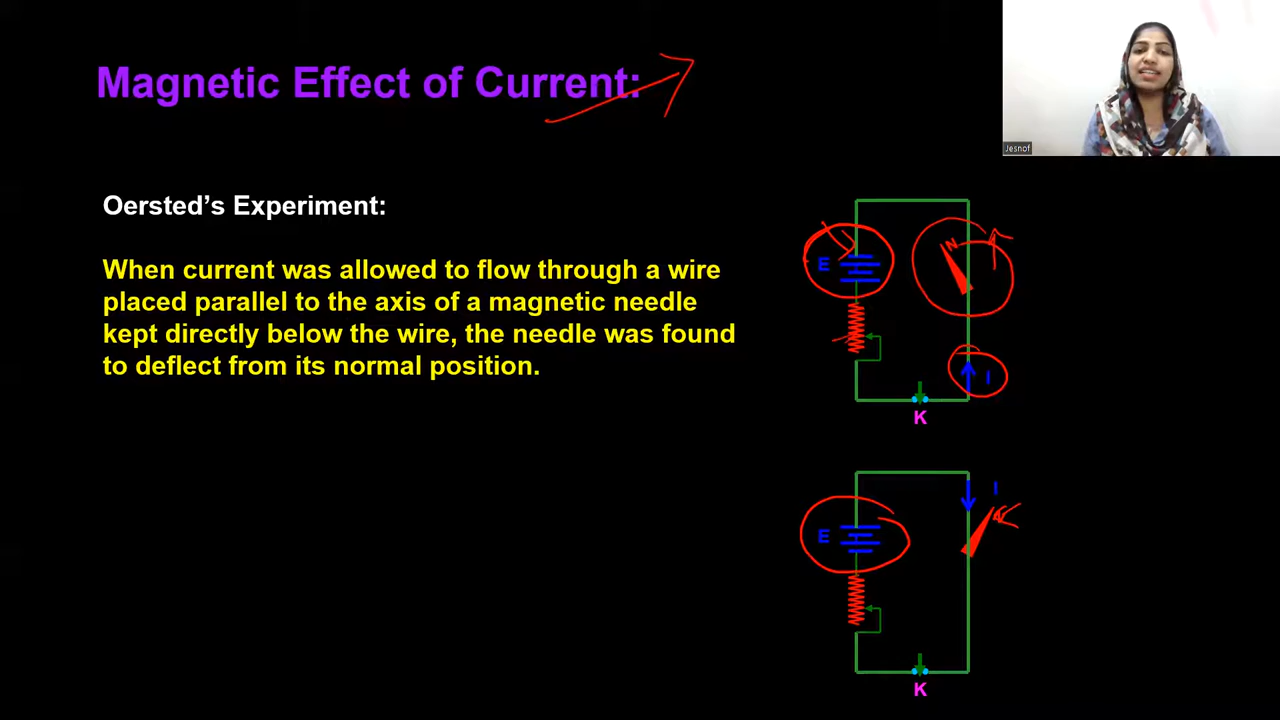 Magnetic Effect of Current:
Jesnof
Oersted's Experiment:
When current was allowed to flow through a wire
placed parallel to the axis of a magnetic needle
kept directly below the wire, the needle was found
to deflect from its normal position.
E
N
I
K
I
E
K